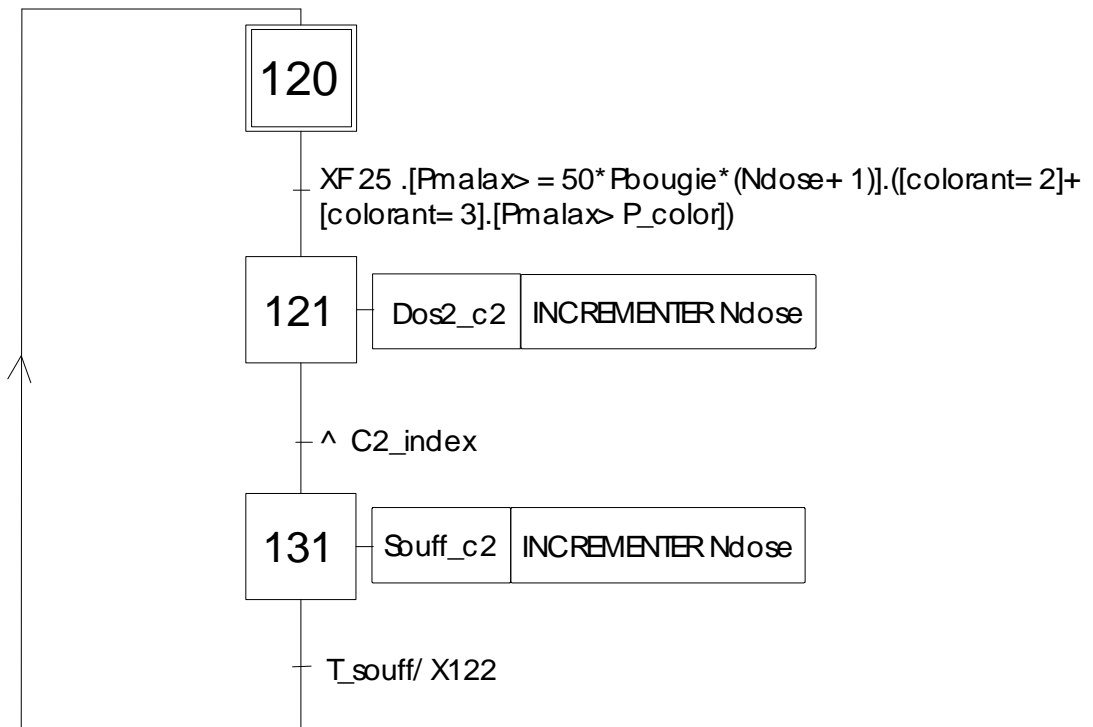 120
XF25 .[Pmalax>=50*Pbougie*(Ndose+1)].([colorant=2]+
[colorant=3].[Pmalax>P_color])
121 Dos2_c2 INCREMENTER Ndose
^ C2_index
131 Souff_c2 INCREMENTER Ndose
T_souff/ X122